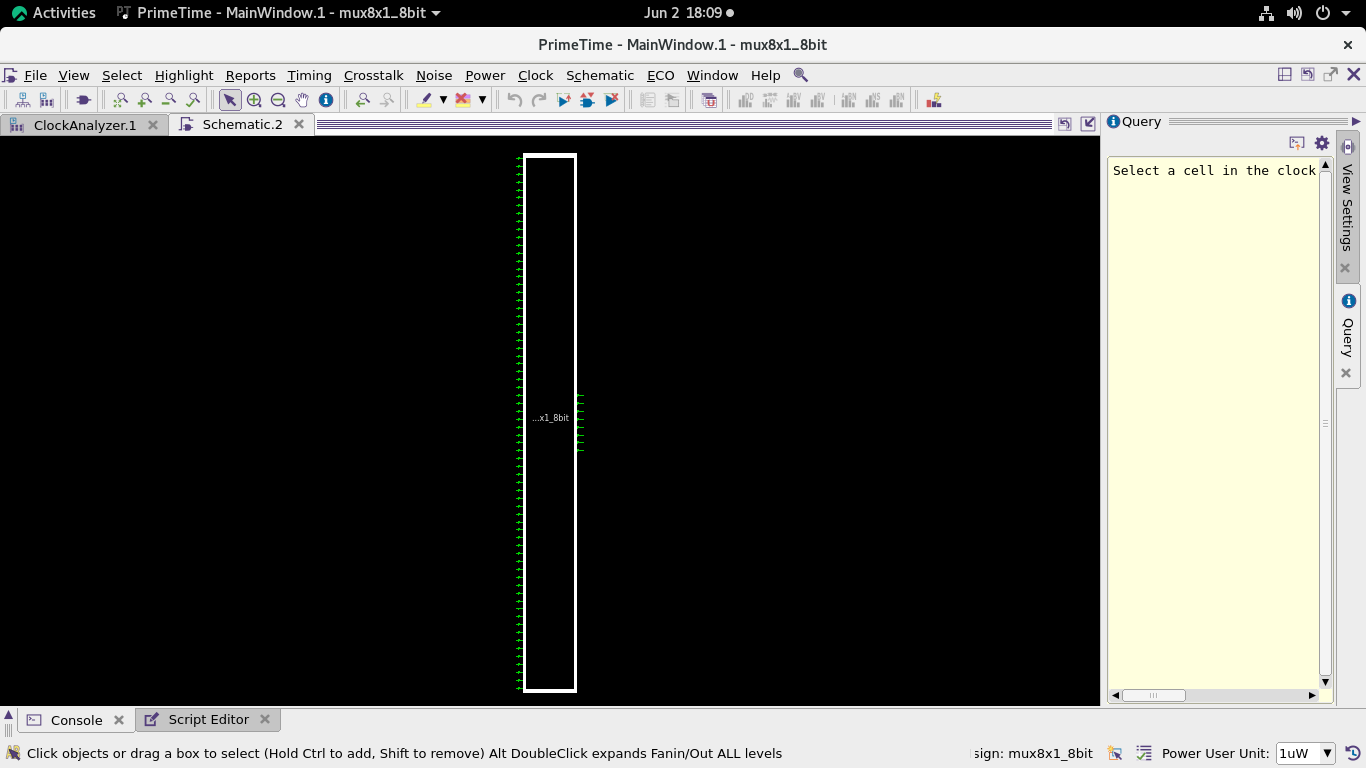 Activities
PrimeTime - MainWindow.1 - mux8x1_8bit
Jun 2 18:09
PrimeTime - MainWindow.1 - mux8x1_8bit
File View Select Highlight Reports Timing Crosstalk Noise Power Clock Schematic ECO Window Help
ClockAnalyzer.1
Schematic.2
Query
Select a cell in the clock
View Settings
Query
...x1_8bit
Console
Script Editor
Click objects or drag a box to select (Hold Ctrl to add, Shift to remove) Alt DoubleClick expands Fanin/Out ALL levels
sign: mux8x1_8bit
Power User Unit: 1uW